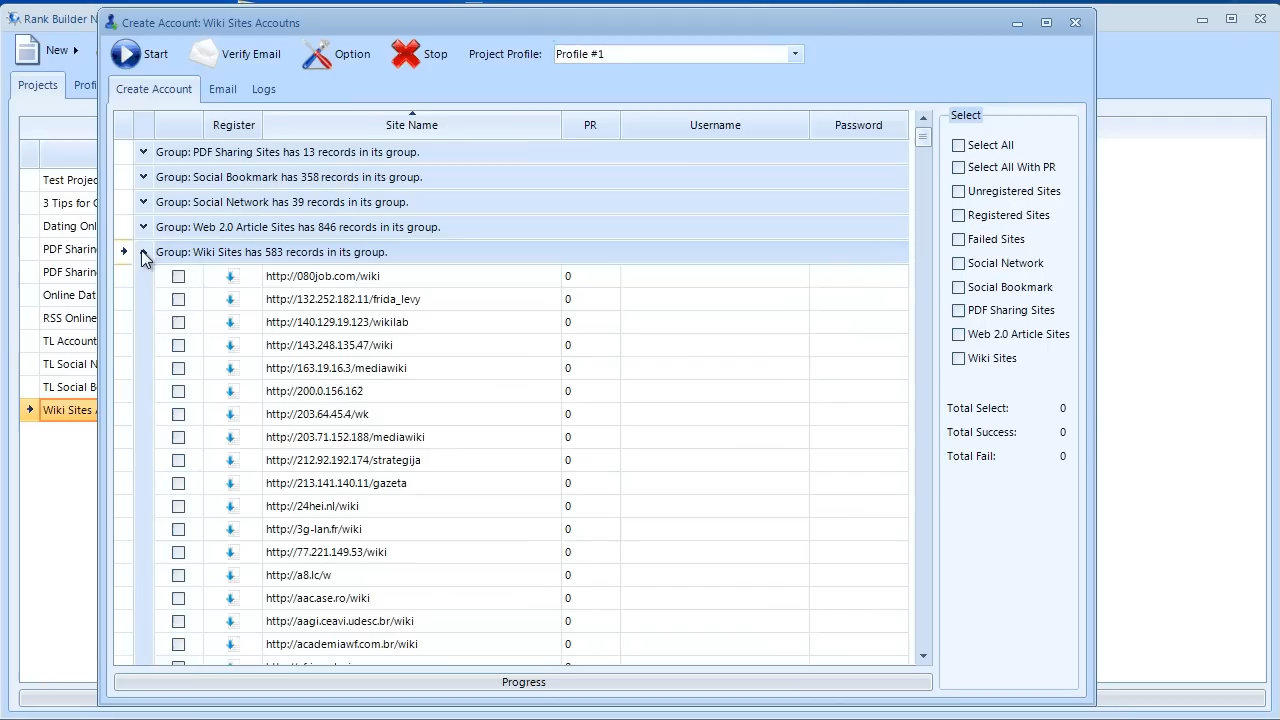 Rank Builder N
Create Account: Wiki Sites Accoutns
New
Start
Verify Email
Option
Stop
Project Profile:
Profile #1
Projects
Profi
Create Account
Email
Logs
Register
Site Name
PR
Username
Password
Select
Test Projec
3 Tips for
Dating Onl
PDF Sharin
PDF Sharin
Online Dat
RSS Online
TL Account
TL Social N
TL Social B
Wiki Sites
Group: PDF Sharing Sites has 13 records in its group.
Group: Social Bookmark has 358 records in its group.
Group: Social Network has 39 records in its group.
Group: Web 2.0 Article Sites has 846 records in its group.
Group: Wiki Sites has 583 records in its group.
http://080job.com/wiki 0
http://132.252.182.11/frida_levy 0
http://140.129.19.123/wikilab 0
http://143.248.135.47/wiki 0
http://163.19.16.3/mediawiki 0
http://200.0.156.162 0
http://203.64.45.4/wk 0
http://203.71.152.188/mediawiki 0
http://212.92.192.174/strategija 0
http://213.141.140.11/gazeta 0
http://24hei.nl/wiki 0
http://3g-lan.fr/wiki 0
http://77.221.149.53/wiki 0
http://a8.lc/w 0
http://aac.ase.ro/wiki 0
http://aagi.ceavi.udesc.br/wiki 0
http://academiawf.com.br/wiki 0
Select All
Select All With PR
Unregistered Sites
Registered Sites
Failed Sites
Social Network
Social Bookmark
PDF Sharing Sites
Web 2.0 Article Sites
Wiki Sites
Total Select: 0
Total Success: 0
Total Fail: 0
Progress